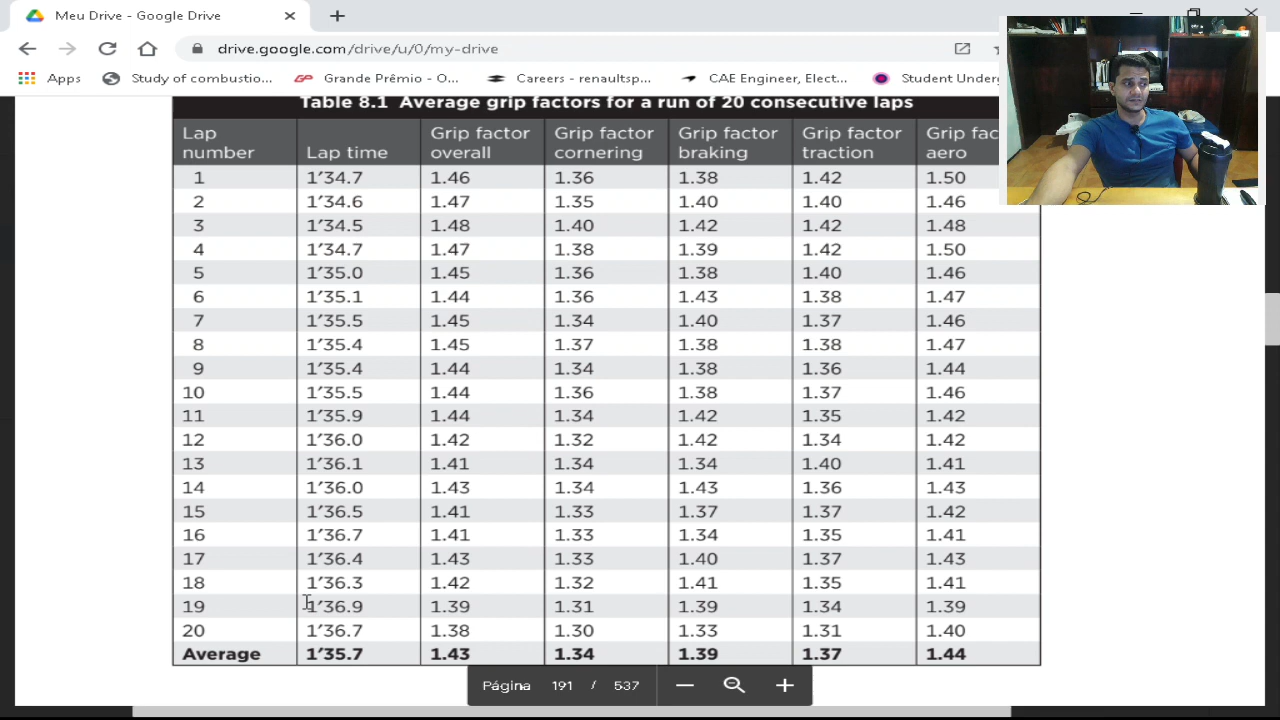 Meu Drive - Google Drive
drive.google.com/drive/u/0/my-drive
Apps Study of combustio... Grande Prêmio - O... Careers - renaultsp... CAE Engineer, Elect... Student Underg
Table 8.1 Average grip factors for a run of 20 consecutive laps
Lap number Lap time Grip factor overall Grip factor cornering Grip factor braking Grip factor traction Grip fac aero
1 1′34.7 1.46 1.36 1.38 1.42 1.50
2 1′34.6 1.47 1.35 1.40 1.40 1.46
3 1′34.5 1.48 1.40 1.42 1.42 1.48
4 1′34.7 1.47 1.38 1.39 1.42 1.50
5 1′35.0 1.45 1.36 1.38 1.40 1.46
6 1′35.1 1.44 1.36 1.43 1.38 1.47
7 1′35.5 1.45 1.34 1.40 1.37 1.46
8 1′35.4 1.45 1.37 1.38 1.38 1.47
9 1′35.4 1.44 1.34 1.38 1.36 1.44
10 1′35.5 1.44 1.36 1.38 1.37 1.46
11 1′35.9 1.44 1.34 1.42 1.35 1.42
12 1′36.0 1.42 1.32 1.42 1.34 1.42
13 1′36.1 1.41 1.34 1.34 1.40 1.41
14 1′36.0 1.43 1.34 1.43 1.36 1.43
15 1′36.5 1.41 1.33 1.37 1.37 1.42
16 1′36.7 1.41 1.33 1.34 1.35 1.41
17 1′36.4 1.43 1.33 1.40 1.37 1.43
18 1′36.3 1.42 1.32 1.41 1.35 1.41
19 1′36.9 1.39 1.31 1.39 1.34 1.39
20 1′36.7 1.38 1.30 1.33 1.31 1.40
Average 1′35.7 1.43 1.34 1.39 1.37 1.44
Página 191 / 537